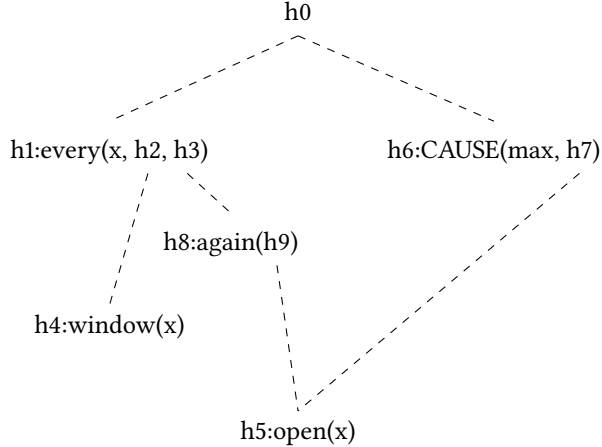 h0
h1:every(x, h2, h3)
h6:CAUSE(max, h7)
h8:again(h9)
h4:window(x)
h5:open(x)